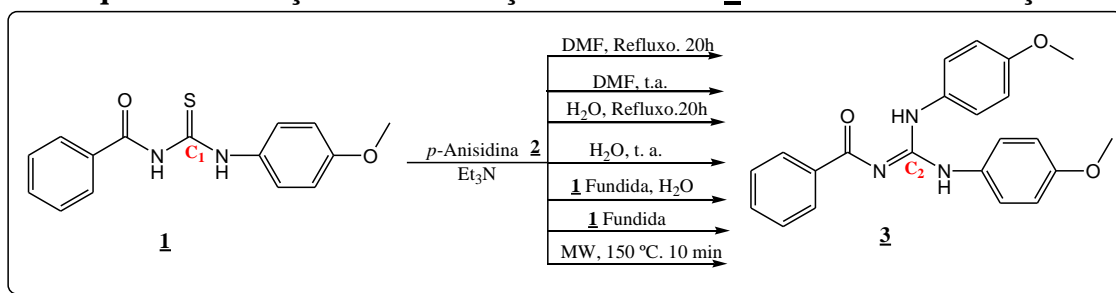 DMF, Refluxo. 20h
DMF, t.a.
H₂O, Refluxo.20h
H₂O, t. a.
1 Fundida, H₂O
1 Fundida
MW, 150 ºC. 10 min
p-Anisidina 2
Et₃N
O
S
N
H
C₁
N
H
O
1
O
HN
O
N
C₂
N
H
O
3